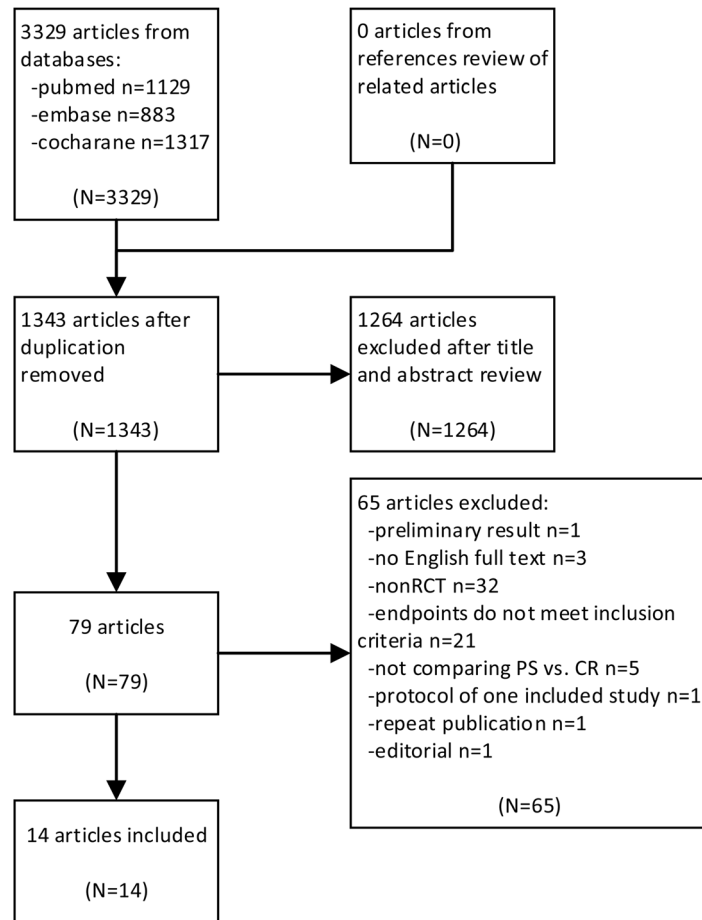 3329 articles from
databases:
-pubmed n=1129
-embase n=883
-cocharane n=1317
(N=3329)
0 articles from
references review of
related articles
(N=0)
1343 articles after
duplication
removed
(N=1343)
1264 articles
excluded after title
and abstract review
(N=1264)
79 articles
(N=79)
65 articles excluded:
-preliminary result n=1
-no English full text n=3
-nonRCT n=32
-endpoints do not meet inclusion
criteria n=21
-not comparing PS vs. CR n=5
-protocol of one included study n=1
-repeat publication n=1
-editorial n=1
(N=65)
14 articles included
(N=14)